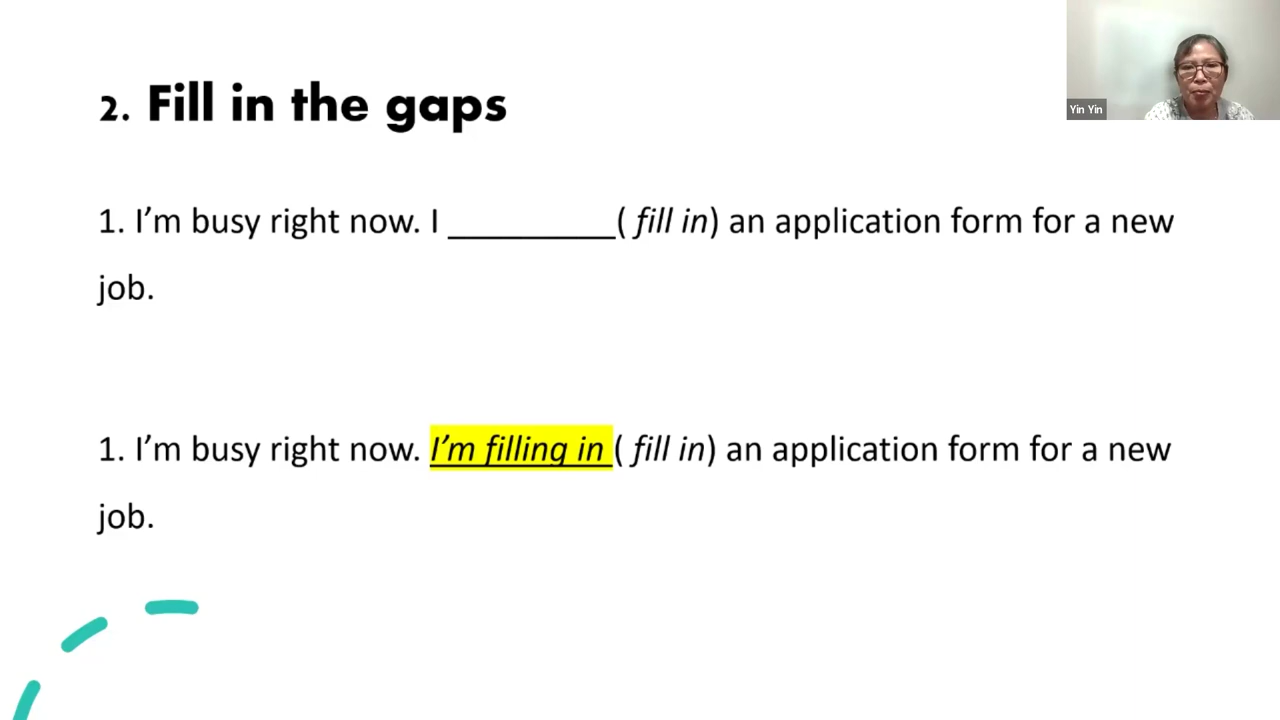 Yin Yin
2. Fill in the gaps
1. I’m busy right now. I __________( fill in) an application form for a new
job.
1. I’m busy right now. I’m filling in ( fill in) an application form for a new
job.